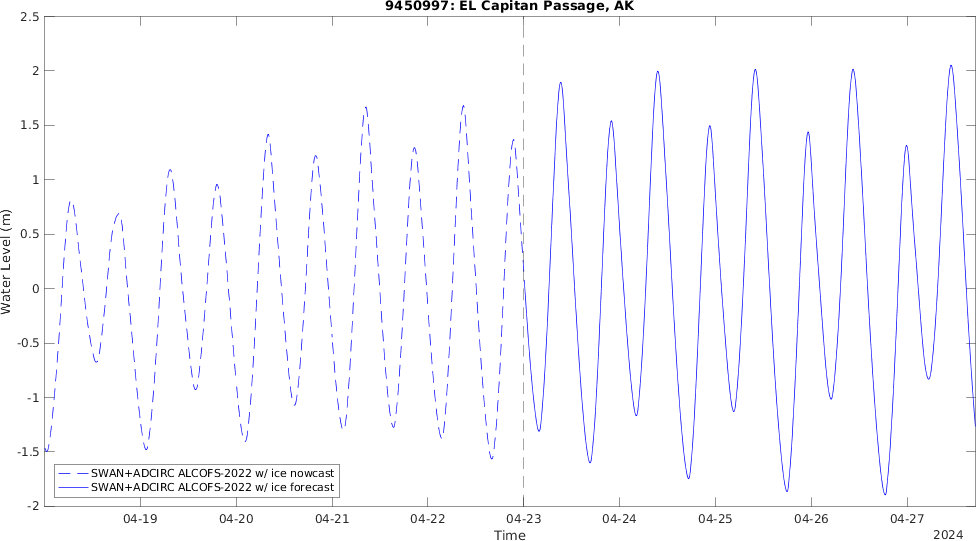 9450997: EL Capitan Passage, AK
2.5
2
1.5
1
0.5
0
-0.5
-1
-1.5
-2
Water Level (m)
SWAN+ADCIRC ALCOFS-2022 w/ ice nowcast
SWAN+ADCIRC ALCOFS-2022 w/ ice forecast
04-19 04-20 04-21 04-22 04-23 04-24 04-25 04-26 04-27
Time
2024